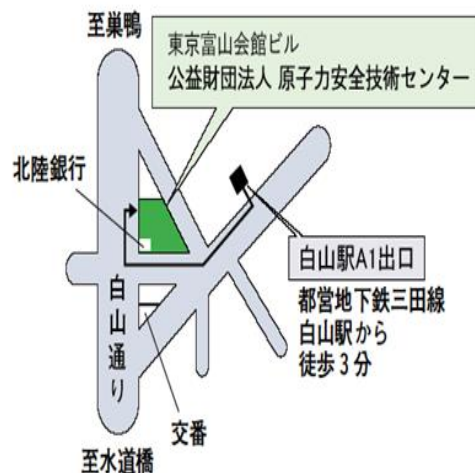 至巣鴨
東京富山会館ビル
公益財団法人 原子力安全技術センター
北陸銀行
白山駅A1出口
都営地下鉄三田線
白山駅から
徒歩3分
白山通り
交番
至水道橋